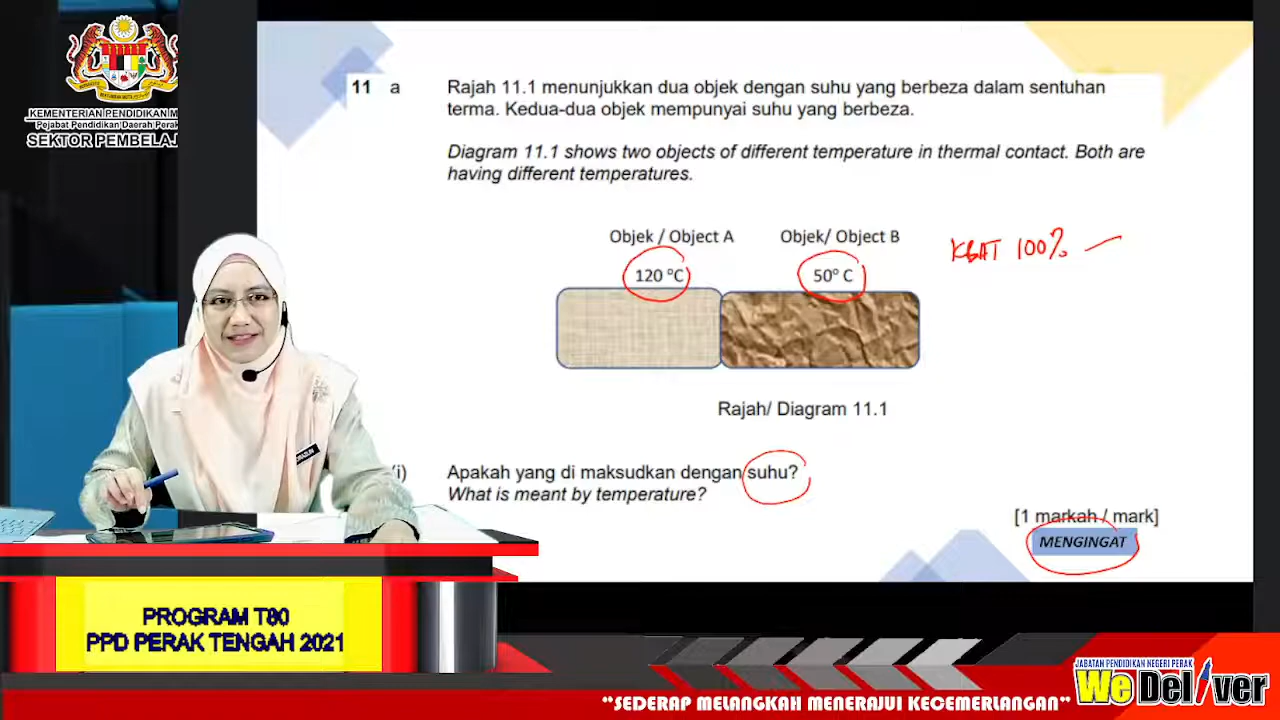 KEMENTERIAN PENDIDIKAN M
Pejabat Pendidikan Daerah Perak
SEKTOR PEMBELAJ
11 a Rajah 11.1 menunjukkan dua objek dengan suhu yang berbeza dalam sentuhan
terma. Kedua-dua objek mempunyai suhu yang berbeza.
Diagram 11.1 shows two objects of different temperature in thermal contact. Both are
having different temperatures.
Objek / Object A Objek/ Object B
120 °C 50° C
KBAT 100%
Rajah/ Diagram 11.1
(i) Apakah yang di maksudkan dengan suhu?
What is meant by temperature?
[1 markah / mark]
MENGINGAT
PROGRAM T80
PPD PERAK TENGAH 2021
JABATAN PENDIDIKAN NEGERI PERAK
We Deliver
"SEDERAP MELANGKAH MENERAJUI KECEMERLANGAN"